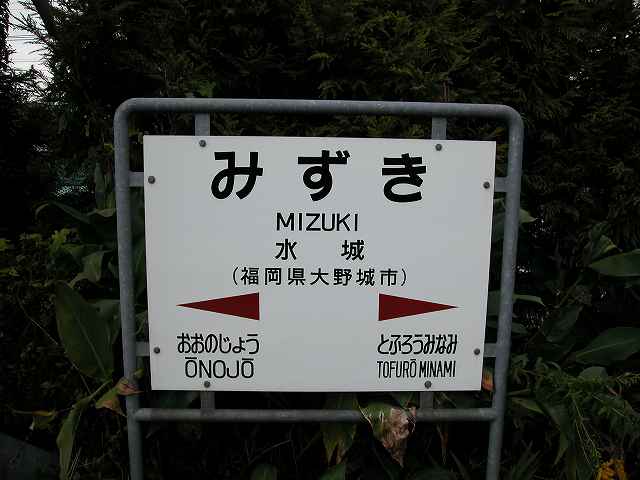 みずき
MIZUKI
水城
(福岡県大野城市)
おおのじょう とふろうみなみ
ŌNOJŌ TOFURŌ MINAMI